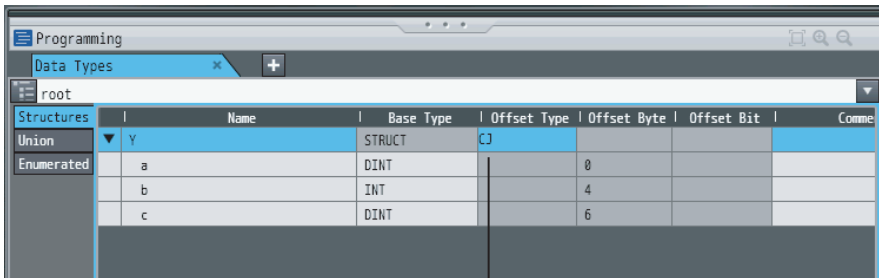 Programming
Data Types × +
root
Structures Name Base Type Offset Type Offset Byte Offset Bit Comme
Union ▼ Y STRUCT CJ
Enumerated a DINT 0
b INT 4
c DINT 6